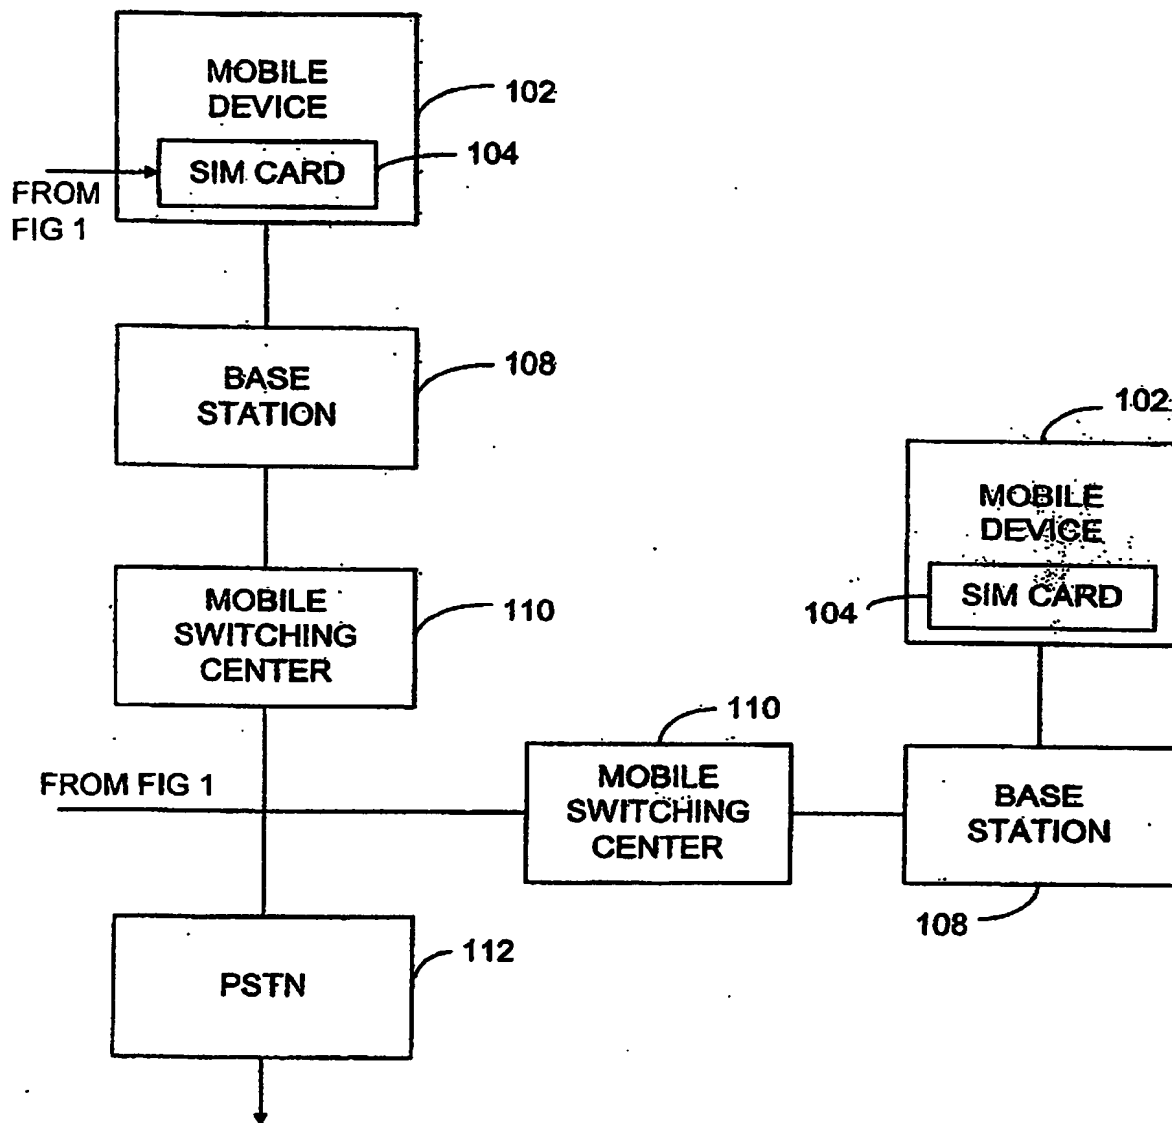 MOBILE
DEVICE
102
SIM CARD
104
FROM
FIG 1
BASE
STATION
108
MOBILE
SWITCHING
CENTER
110
102
MOBILE
DEVICE
SIM CARD
104
FROM FIG 1
110
MOBILE
SWITCHING
CENTER
BASE
STATION
108
PSTN
112